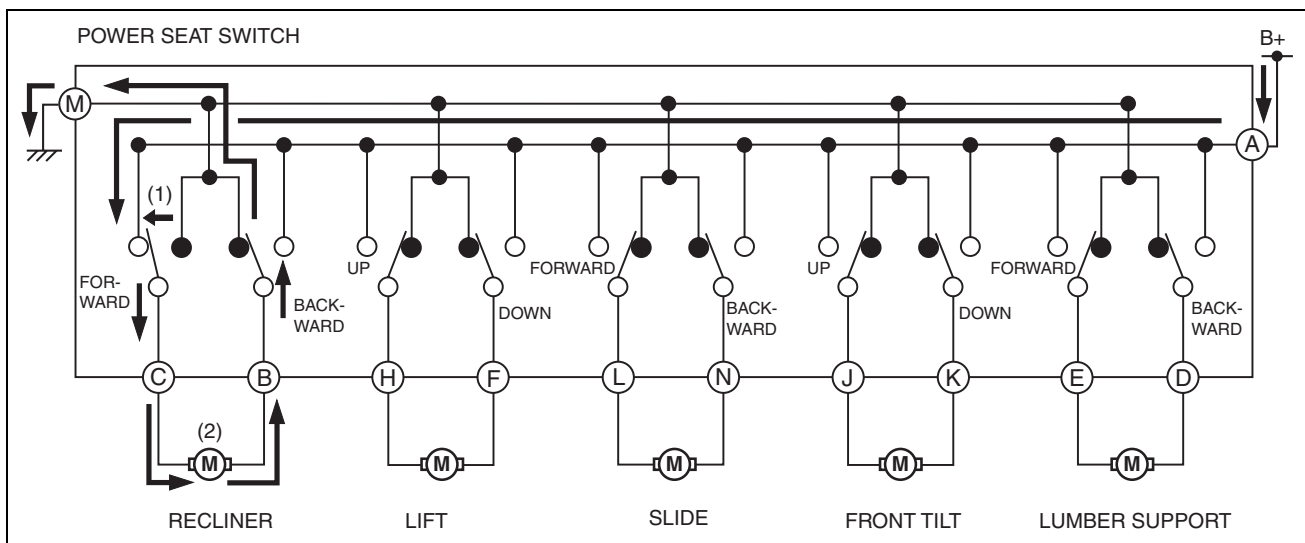 POWER SEAT SWITCH
B+
M
A
(1)
FOR-
WARD
BACK-
WARD
UP
DOWN
FORWARD
BACK-
WARD
UP
DOWN
FORWARD
BACK-
WARD
C
B
H
F
L
N
J
K
E
D
(2)
M
M
M
M
M
RECLINER
LIFT
SLIDE
FRONT TILT
LUMBER SUPPORT